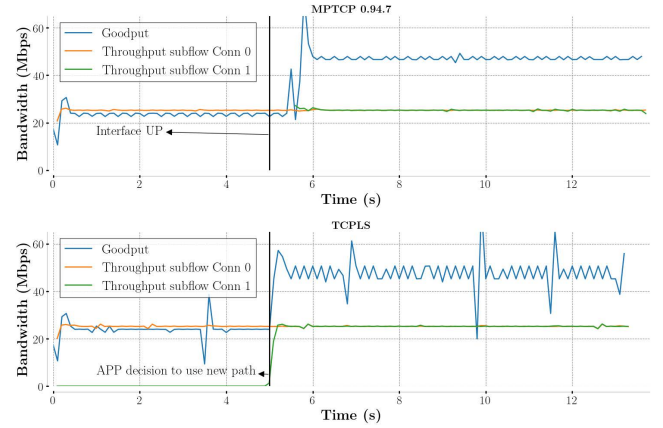 MPTCP 0.94.7
Bandwidth (Mbps)
60
40
20
0
Goodput
Throughput subflow Conn 0
Throughput subflow Conn 1
Interface UP
0 2 4 6 8 10 12
Time (s)
TCPLS
Bandwidth (Mbps)
60
40
20
0
Goodput
Throughput subflow Conn 0
Throughput subflow Conn 1
APP decision to use new path
0 2 4 6 8 10 12
Time (s)